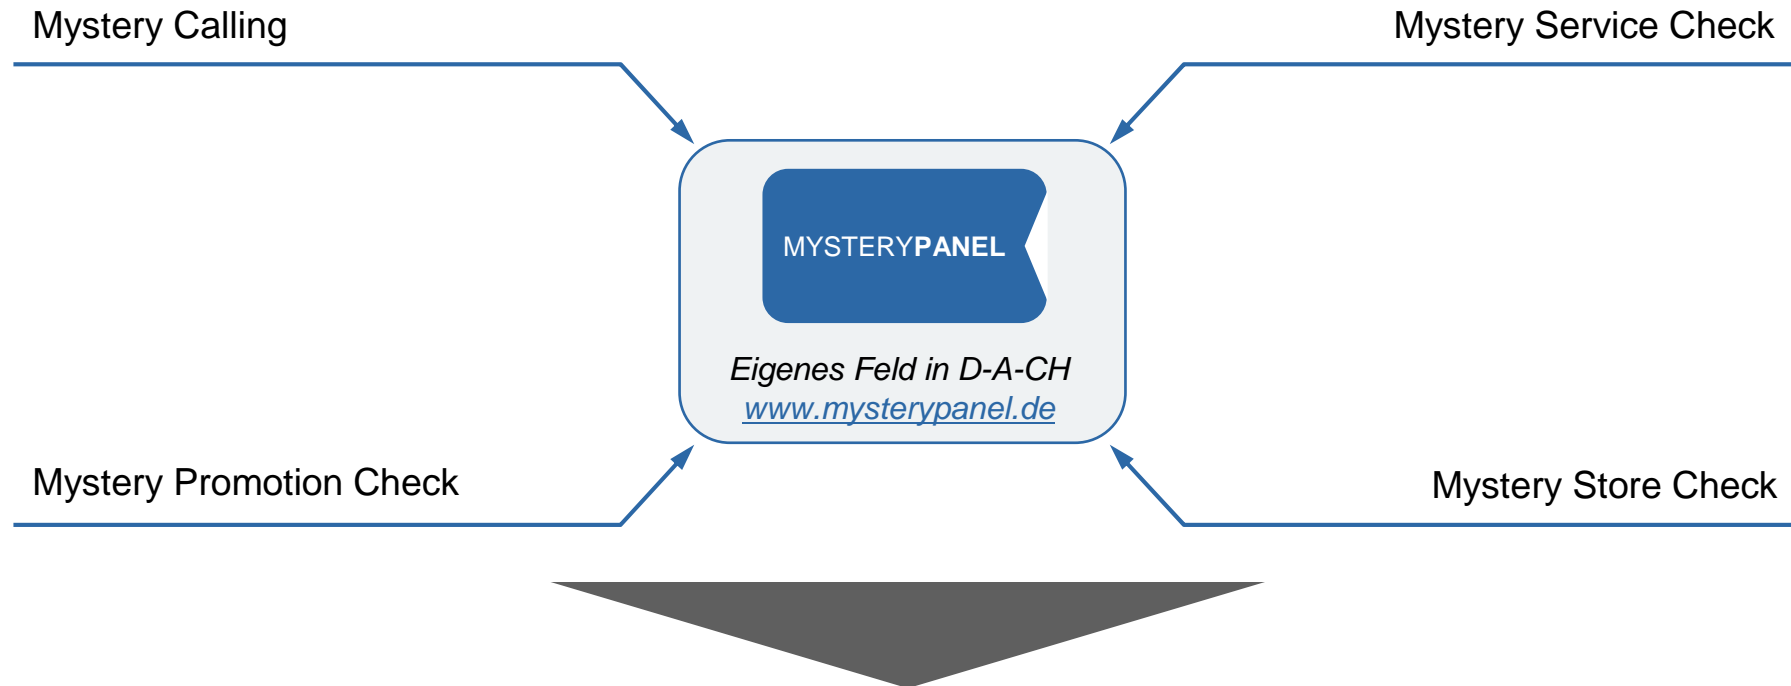 Mystery Calling
Mystery Service Check
MYSTERYPANEL
Eigenes Feld in D-A-CH
www.mysterypanel.de
Mystery Promotion Check
Mystery Store Check